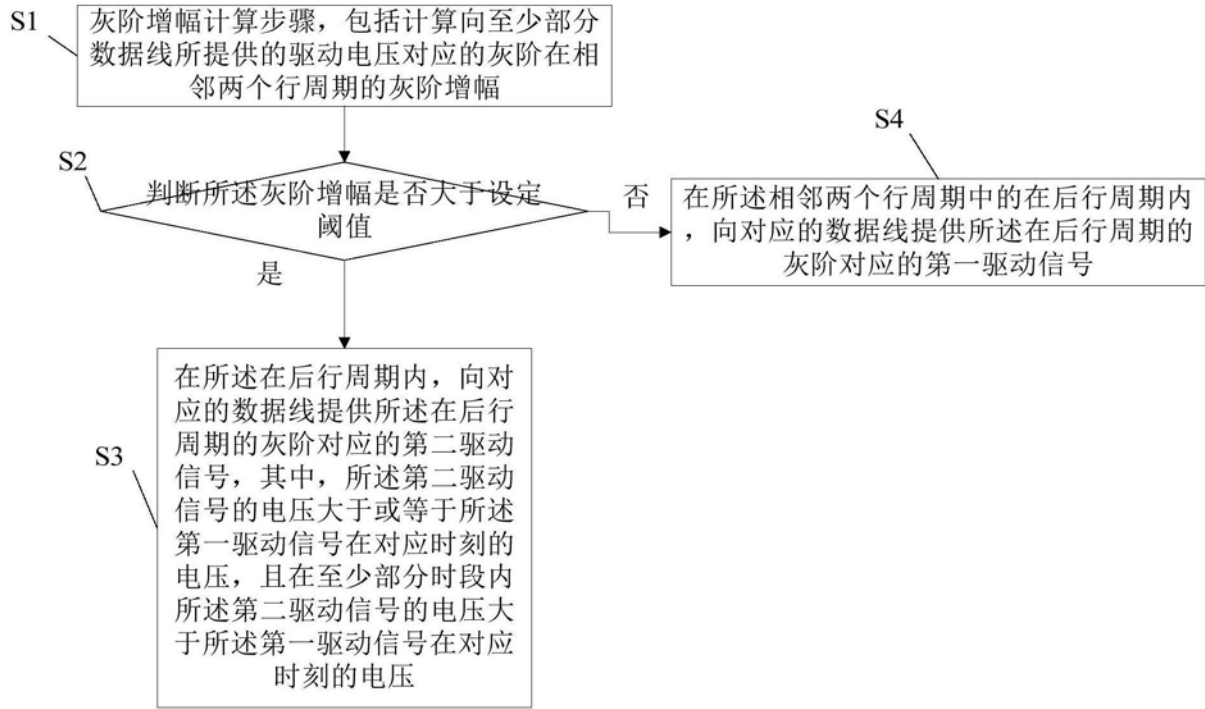 S1
灰阶增幅计算步骤，包括计算向至少部分
数据线所提供的驱动电压对应的灰阶在相
邻两个行周期的灰阶增幅
S2
判断所述灰阶增幅是否大于设定
阈值
否
是
S4
在所述相邻两个行周期中的在后行周期内
，向对应的数据线提供所述在后行周期的
灰阶对应的第一驱动信号
S3
在所述在后行周期内，向对
应的数据线提供所述在后行
周期的灰阶对应的第二驱动
信号，其中，所述第二驱动
信号的电压大于或等于所述
第一驱动信号在对应时刻的
电压，且在至少部分时段内
所述第二驱动信号的电压大
于所述第一驱动信号在对应
时刻的电压